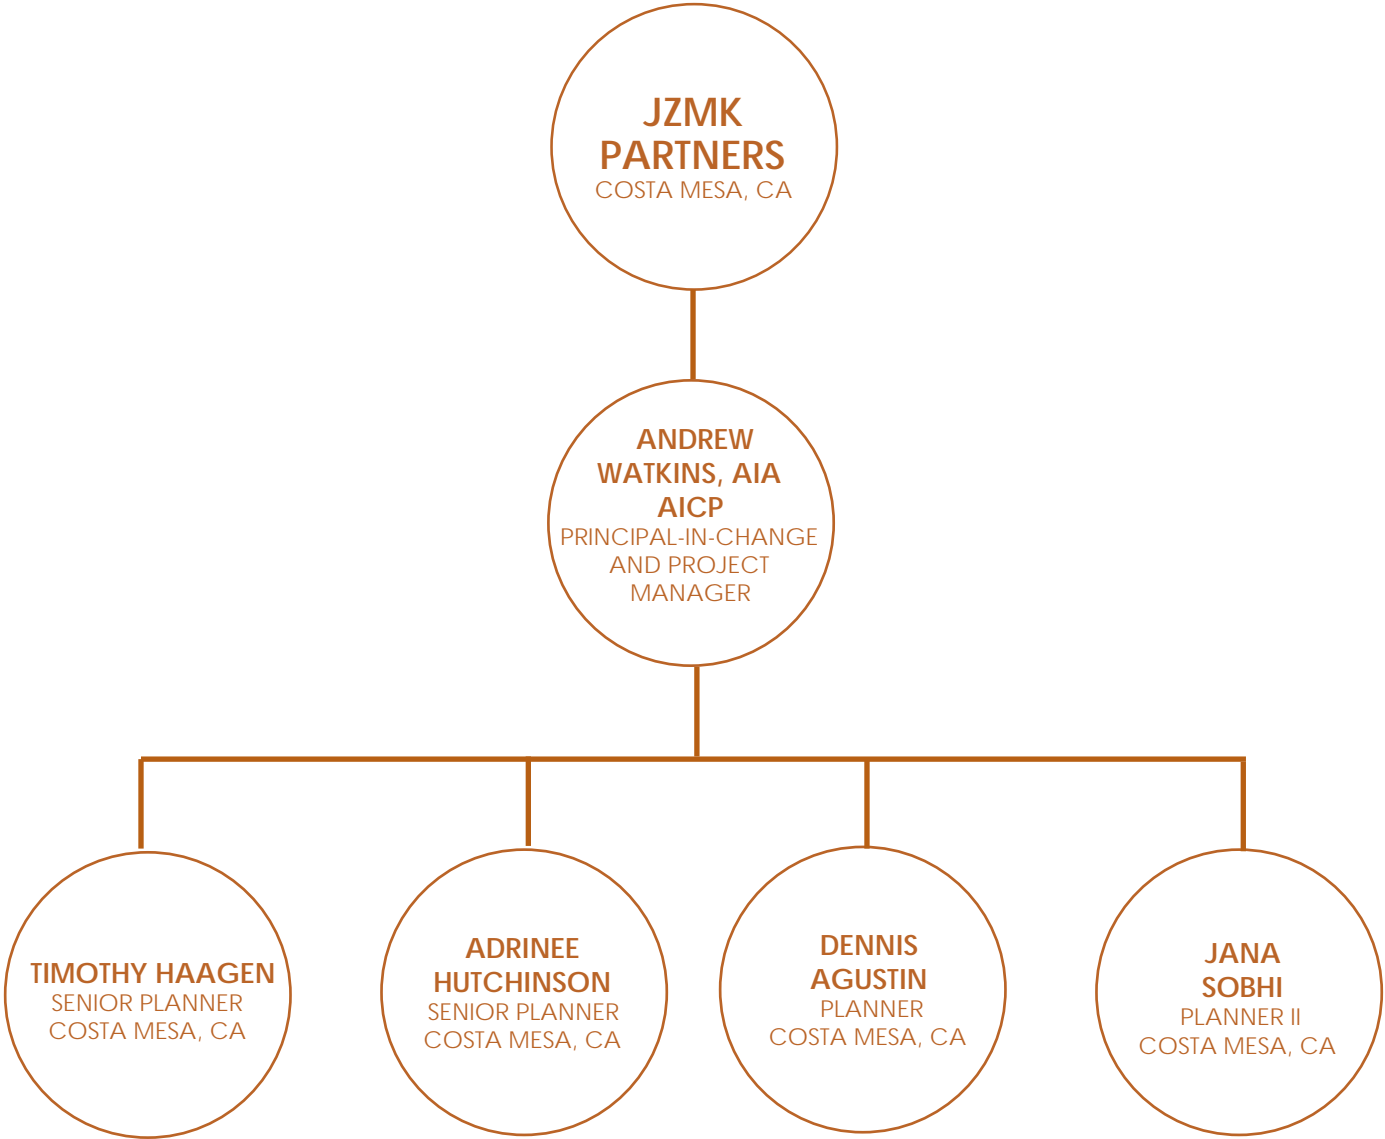 JZMK
PARTNERS
COSTA MESA, CA
ANDREW
WATKINS, AIA
AICP
PRINCIPAL-IN-CHANGE
AND PROJECT
MANAGER
TIMOTHY HAAGEN
SENIOR PLANNER
COSTA MESA, CA
ADRINEE
HUTCHINSON
SENIOR PLANNER
COSTA MESA, CA
DENNIS
AGUSTIN
PLANNER
COSTA MESA, CA
JANA
SOBHI
PLANNER II
COSTA MESA, CA